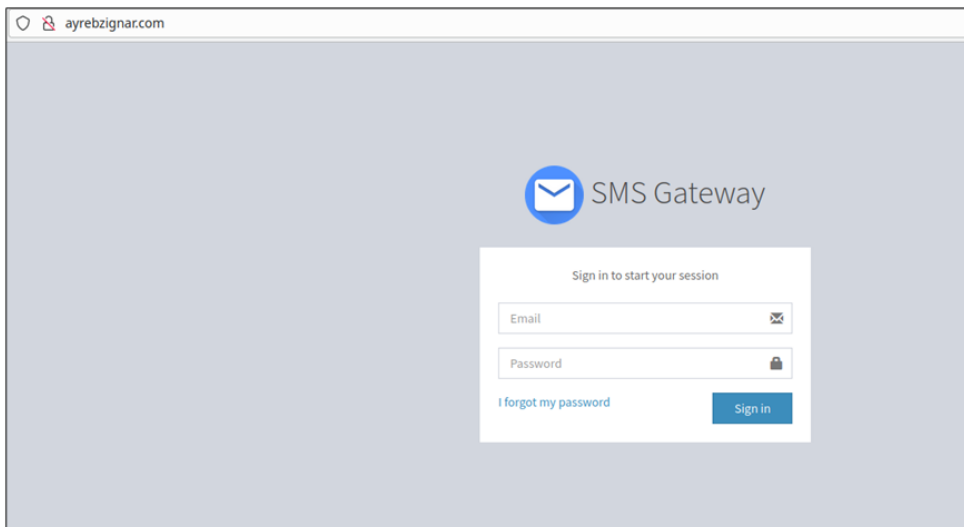 ayrebzignar.com
SMS Gateway
Sign in to start your session
Email
Password
I forgot my password
Sign in